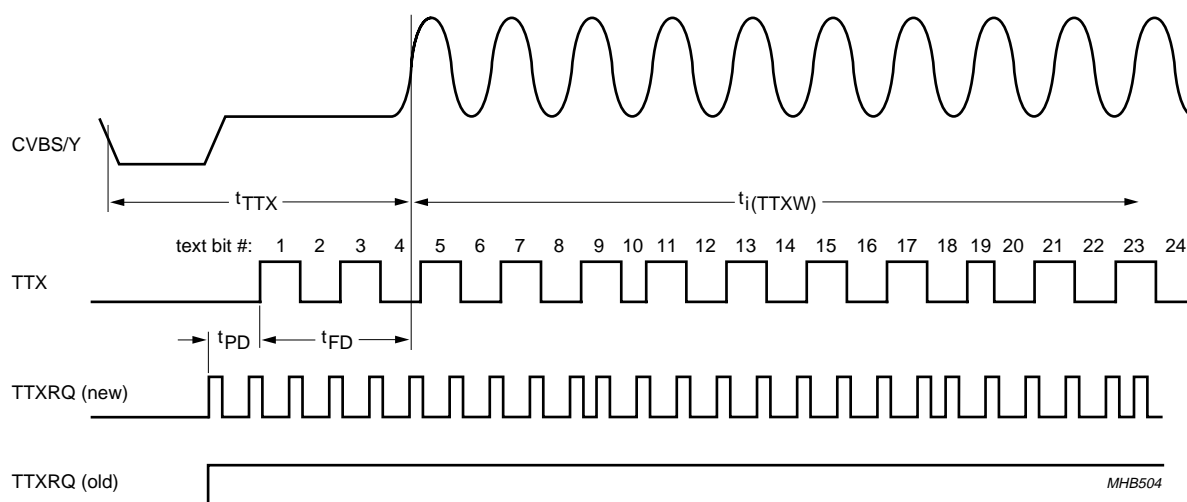 CVBS/Y
tTTX
ti(TTXW)
text bit #: 1 2 3 4 5 6 7 8 9 10 11 12 13 14 15 16 17 18 19 20 21 22 23 24
TTX
tPD
tFD
TTXRQ (new)
TTXRQ (old)
MHB504